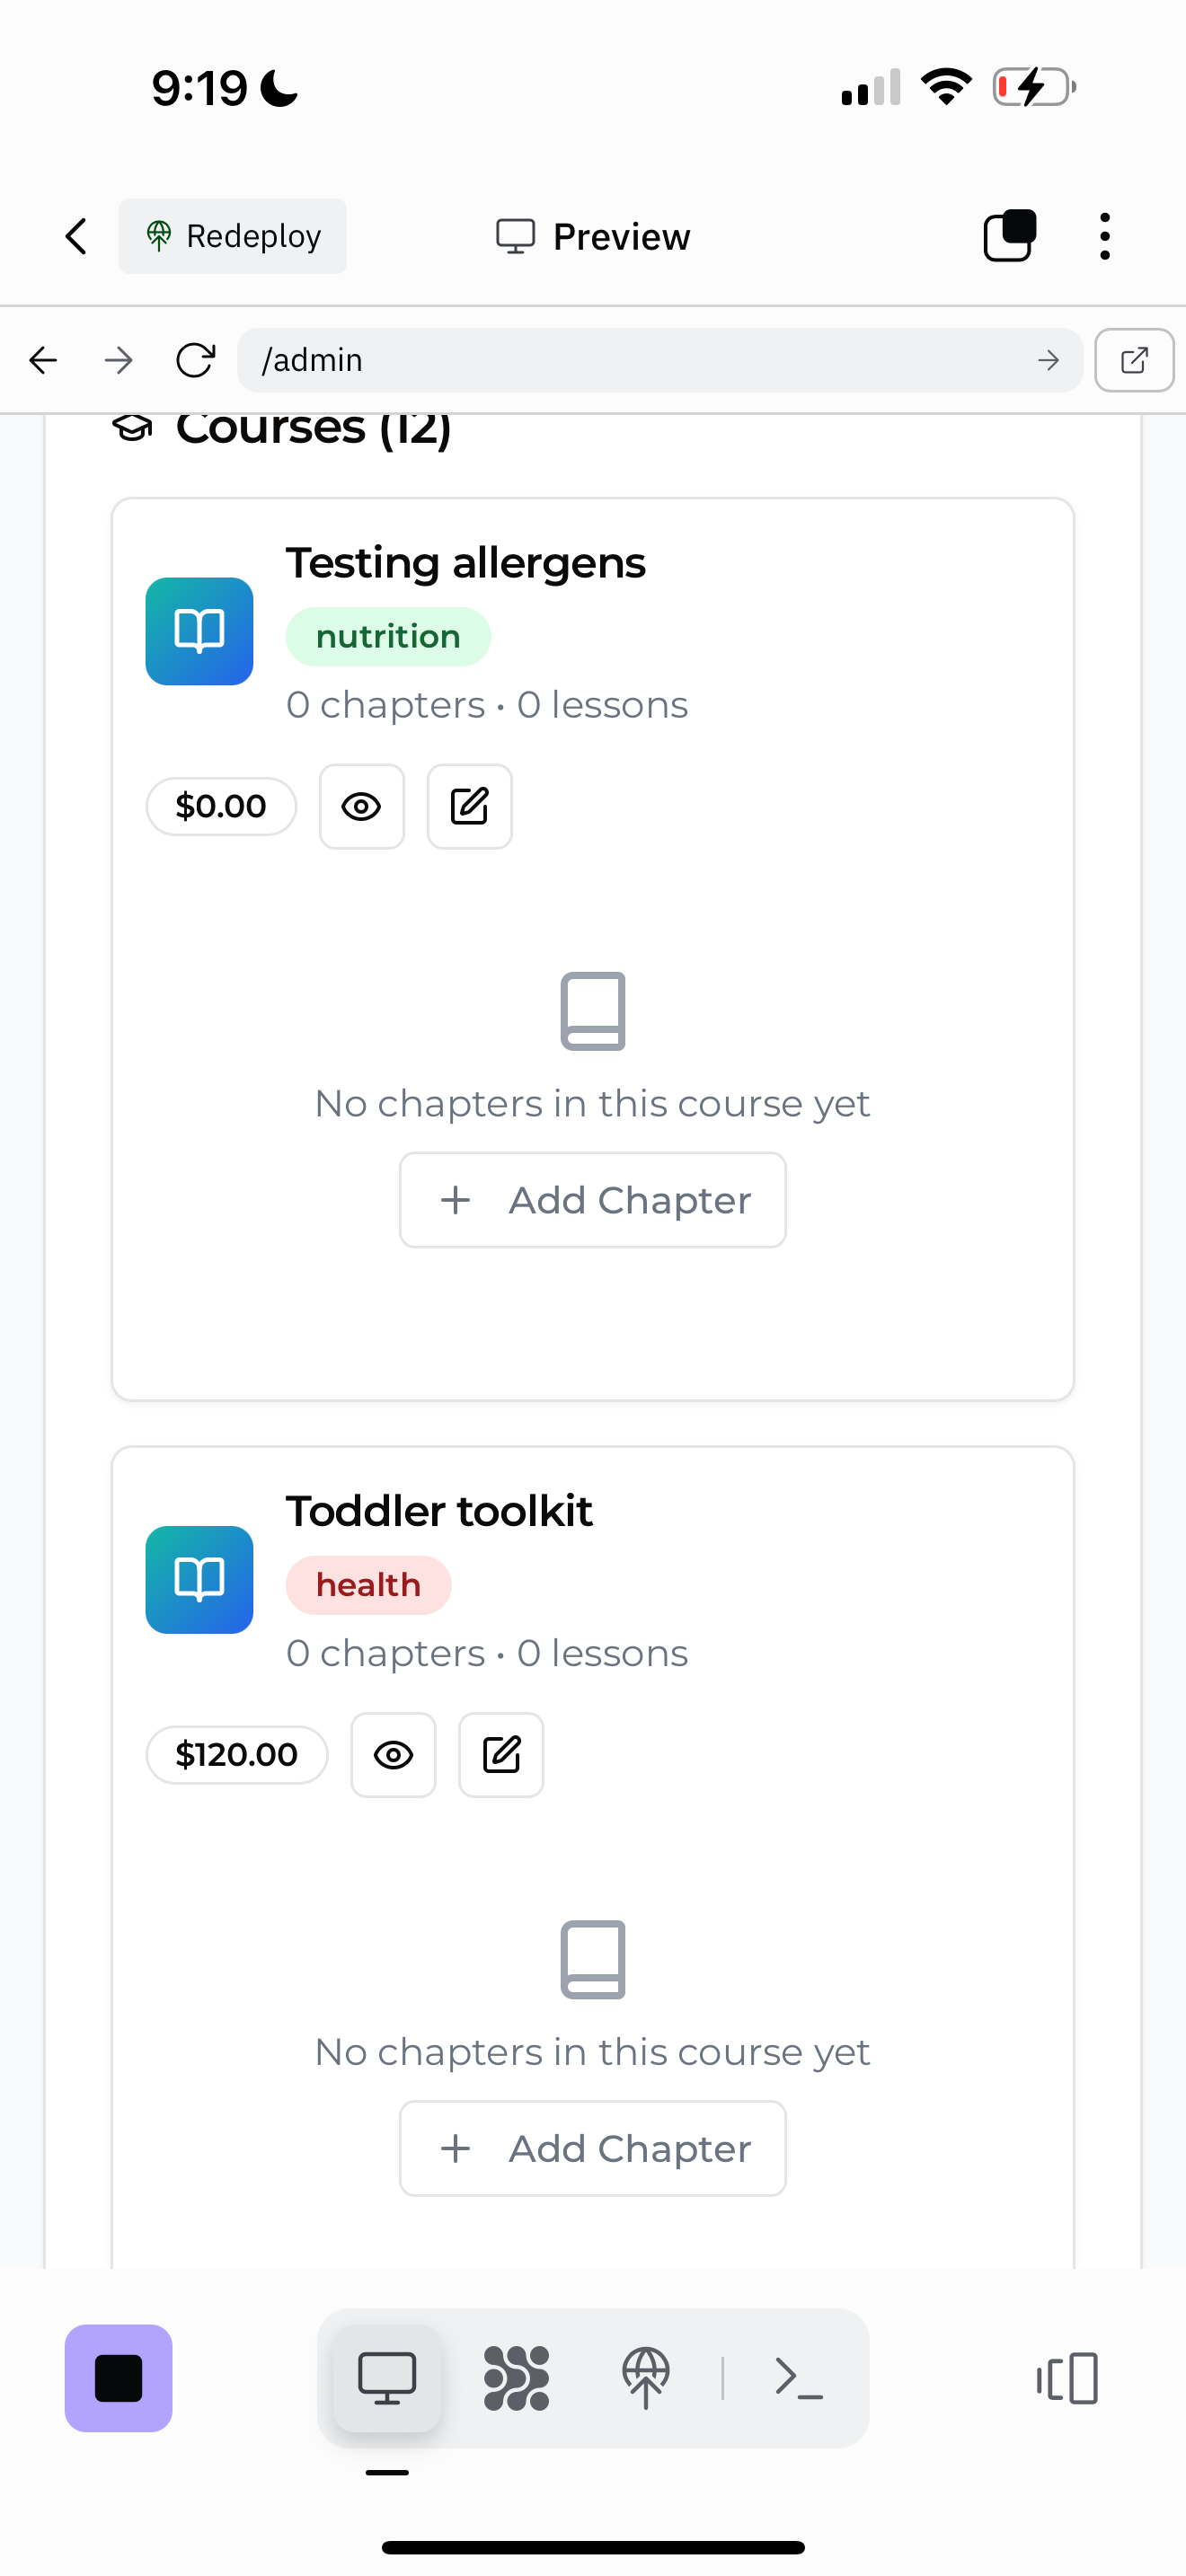 9:19
Redeploy
Preview
/admin
Courses (12)
Testing allergens
nutrition
0 chapters • 0 lessons
$0.00
No chapters in this course yet
+ Add Chapter
Toddler toolkit
health
0 chapters • 0 lessons
$120.00
No chapters in this course yet
+ Add Chapter